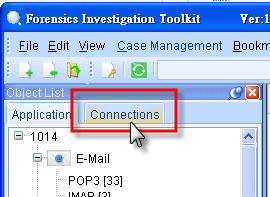 Forensics Investigation Toolkit Ver:1
File Edit View Case Management Bookm
Object List
Application Connections
1014
E-Mail
POP3 [33]
IMAP [3]